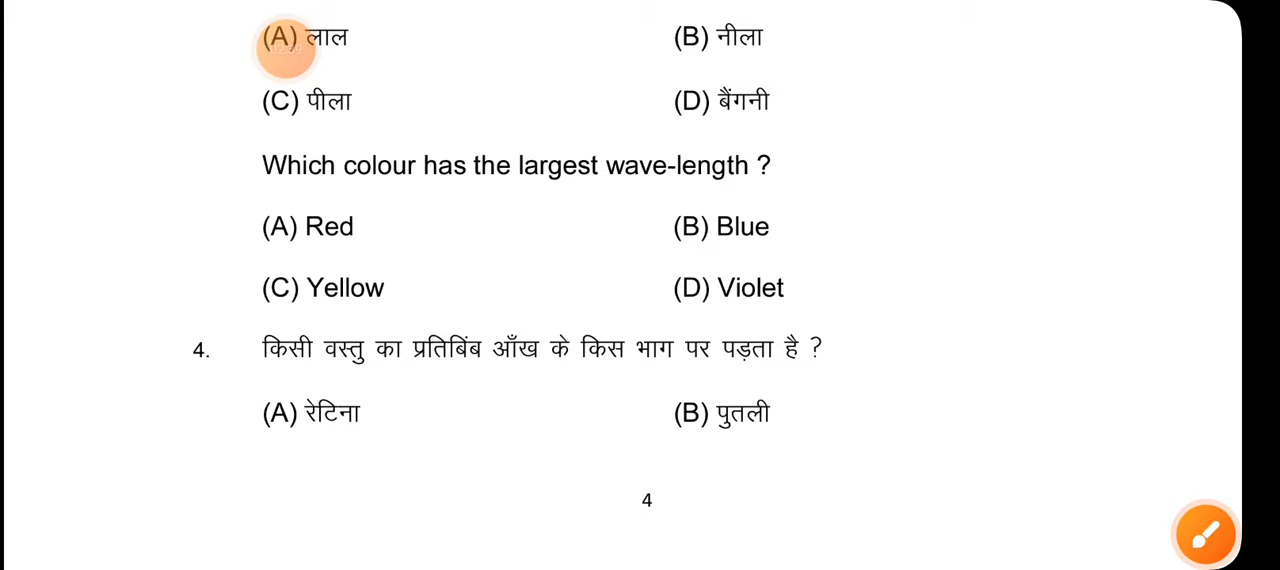 (A) लाल (B) नीला
(C) पीला (D) बैंगनी
Which colour has the largest wave-length ?
(A) Red (B) Blue
(C) Yellow (D) Violet
4. किसी वस्तु का प्रतिबिंब आँख के किस भाग पर पड़ता है ?
(A) रेटिना (B) पुतली
4